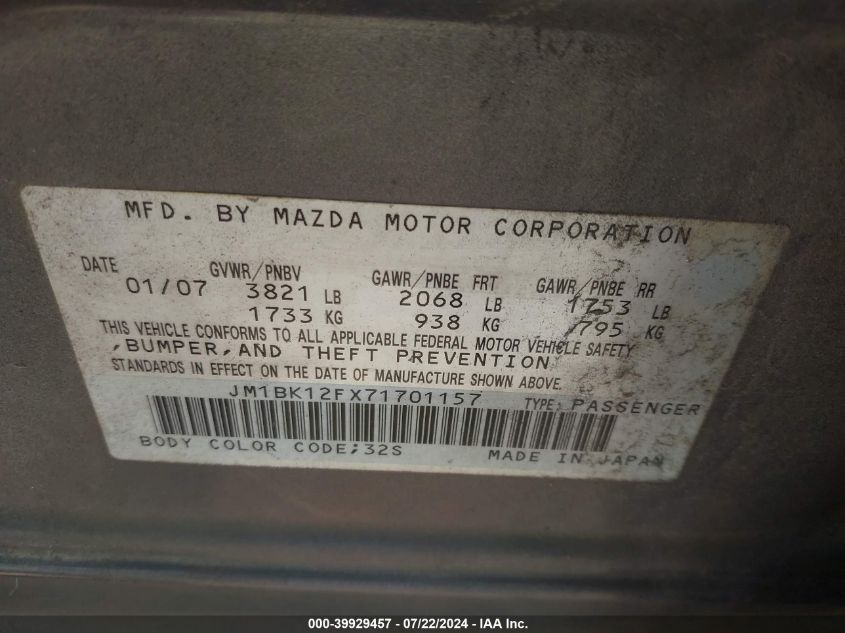 MFD. BY MAZDA MOTOR CORPORATION
DATE GVWR/PNBV GAWR/PNBE FRT GAWR/PNBE RR
01/07 3821 LB 2068 LB 1753 LB
1733 KG 938 KG 795 KG
THIS VEHICLE CONFORMS TO ALL APPLICABLE FEDERAL MOTOR VEHICLE SAFETY
,BUMPER,AND THEFT PREVENTION
STANDARDS IN EFFECT ON THE DATE OF MANUFACTURE SHOWN ABOVE.
JM1BK12FX71701157 TYPE: PASSENGER
BODY COLOR CODE;32S MADE IN JAPAN
000-39929457 - 07/22/2024 - IAA Inc.